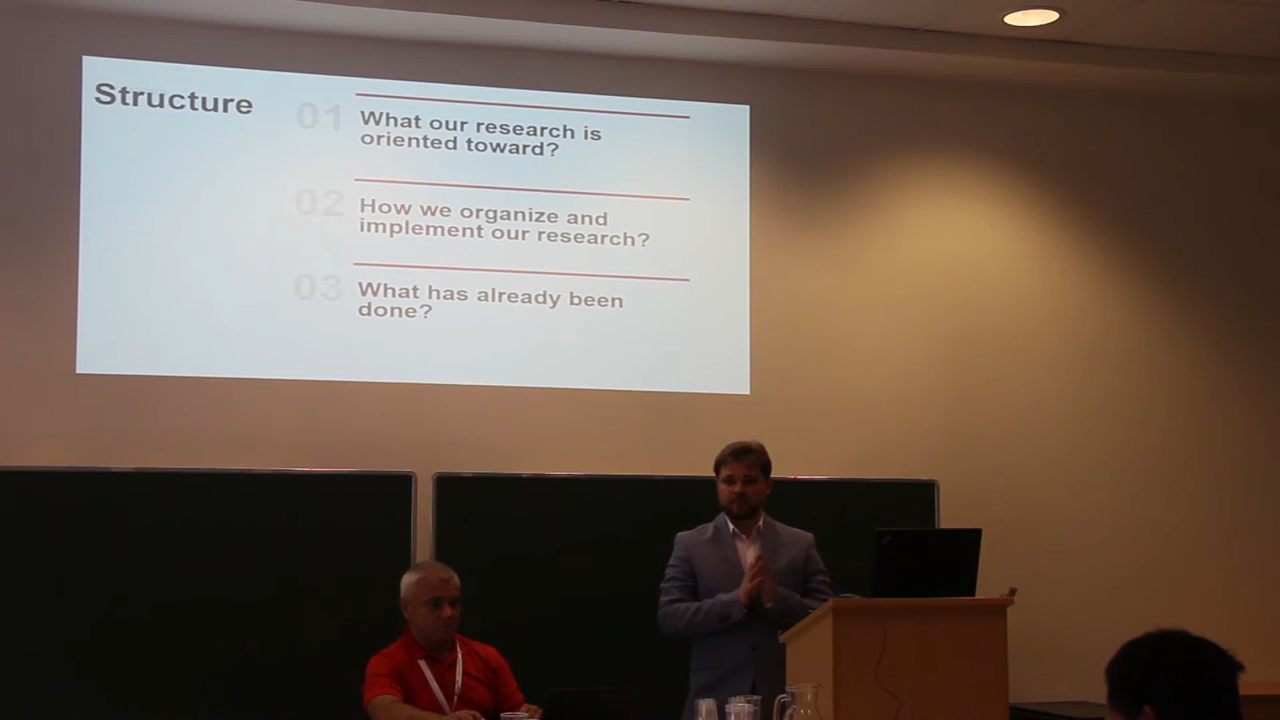 Structure
01
What our research is
oriented toward?
02
How we organize and
implement our research?
03
What has already been
done?